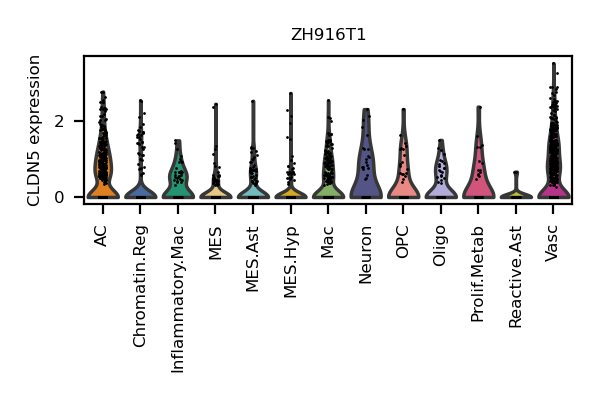 ZH916T1
CLDN5 expression
2
0
AC
Chromatin.Reg
Inflammatory.Mac
MES
MES.Ast
MES.Hyp
Mac
Neuron
OPC
Oligo
Prolif.Metab
Reactive.Ast
Vasc